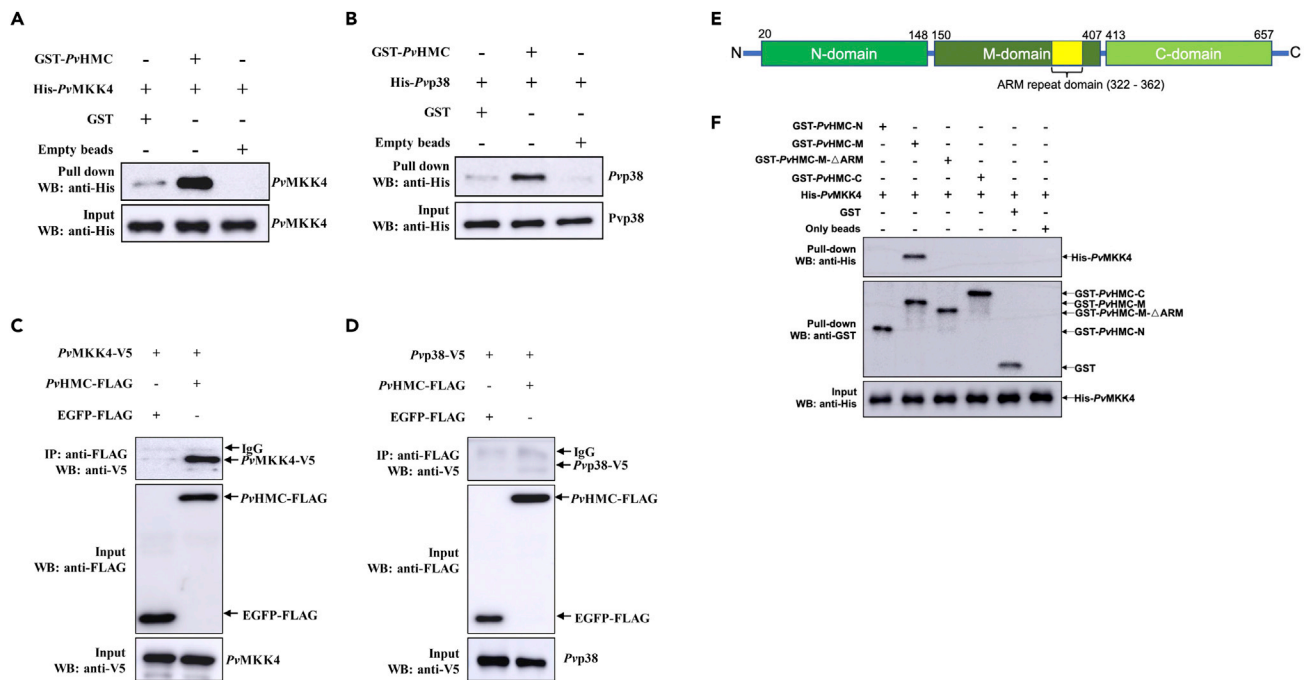 A
GST-PvHMC - + -
His-PvMKK4 + + +
GST + - -
Empty beads - - +
Pull down
WB: anti-His
PvMKK4
Input
WB: anti-His
PvMKK4
B
GST-PvHMC - + -
His-Pvp38 + + +
GST + - -
Empty beads - - +
Pull down
WB: anti-His
Pvp38
Input
WB: anti-His
Pvp38
C
PvMKK4-V5 + +
PvHMC-FLAG - +
EGFP-FLAG + -
IP: anti-FLAG
WB: anti-V5
IgG
PvMKK4-V5
PvHMC-FLAG
Input
WB: anti-FLAG
EGFP-FLAG
Input
WB: anti-V5
PvMKK4
D
Pvp38-V5 + +
PvHMC-FLAG - +
EGFP-FLAG + -
IP: anti-FLAG
WB: anti-V5
IgG
Pvp38-V5
PvHMC-FLAG
Input
WB: anti-FLAG
EGFP-FLAG
Input
WB: anti-V5
Pvp38
E
20 148 150 407 413 657
N N-domain M-domain C-domain C
ARM repeat domain (322 - 362)
F
GST-PvHMC-N + - - - - -
GST-PvHMC-M - + - - - -
GST-PvHMC-M-△ARM - - + - - -
GST-PvHMC-C - - - + - -
His-PvMKK4 + + + + + +
GST - - - - + -
Only beads - - - - - +
Pull-down
WB: anti-His
His-PvMKK4
Pull-down
WB: anti-GST
GST-PvHMC-C
GST-PvHMC-M
GST-PvHMC-M-△ARM
GST-PvHMC-N
GST
Input
WB: anti-His
His-PvMKK4